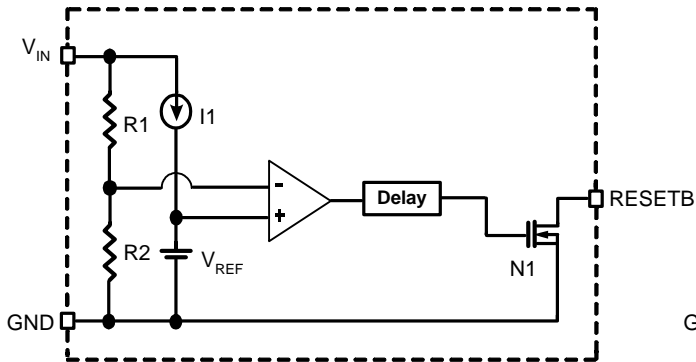 V_IN
R1
I1
-
+
Delay
RESETB
R2
V_REF
N1
GND
G